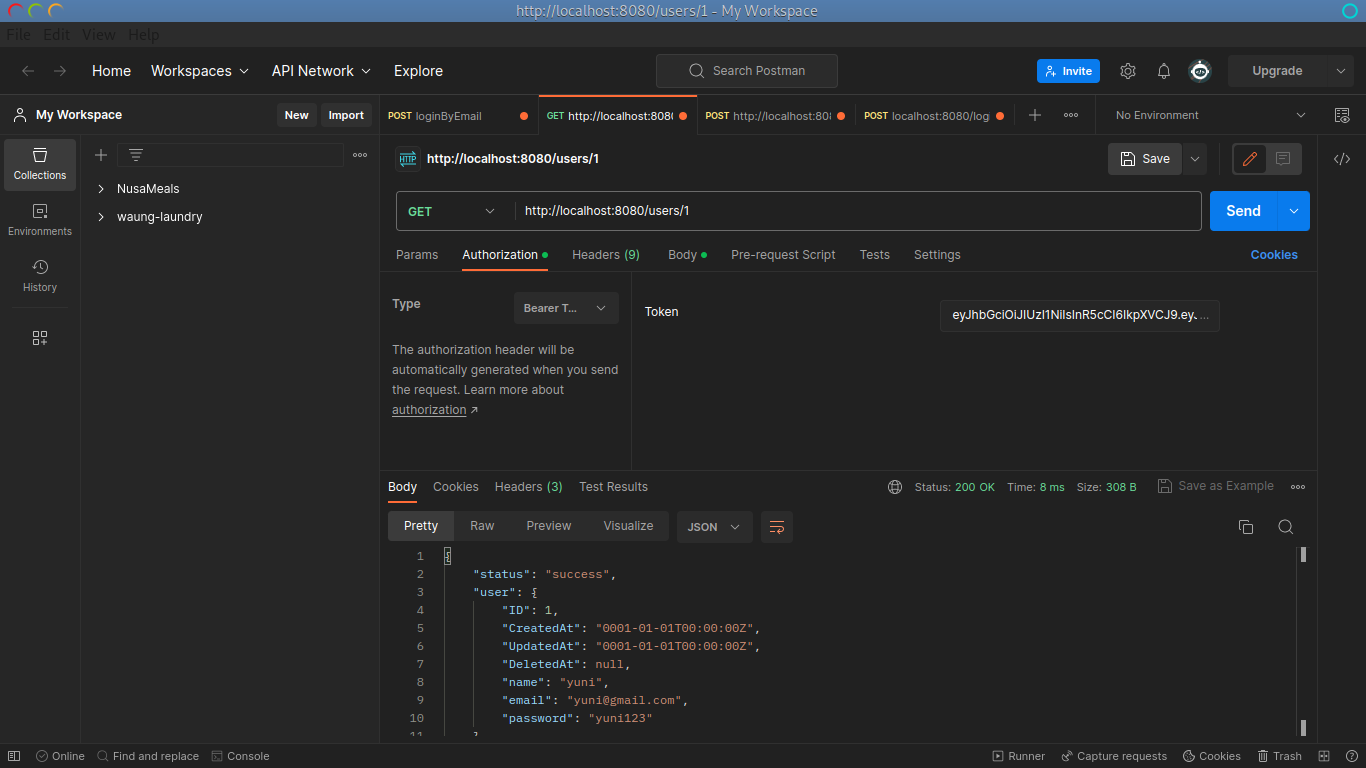 http://localhost:8080/users/1 - My Workspace
File Edit View Help
Home Workspaces API Network Explore Search Postman Invite Upgrade
My Workspace New Import POST loginByEmail GET http://localhost:808 POST http://localhost:80 POST localhost:8080/log No Environment
Collections
Environments
History
NusaMeals
waung-laundry
HTTP http://localhost:8080/users/1 Save
GET http://localhost:8080/users/1 Send
Params Authorization Headers (9) Body Pre-request Script Tests Settings Cookies
Type Bearer T... Token
The authorization header will be
automatically generated when you send
the request. Learn more about
authorization ↗
Body Cookies Headers (3) Test Results Status: 200 OK Time: 8 ms Size: 308 B Save as Example
Pretty Raw Preview Visualize JSON
1 {
2 "status": "success",
3 "user": {
4 "ID": 1,
5 "CreatedAt": "0001-01-01T00:00:00Z",
6 "UpdatedAt": "0001-01-01T00:00:00Z",
7 "DeletedAt": null,
8 "name": "yuni",
9 "email": "yuni@gmail.com",
10 "password": "yuni123"
11 }
Online Find and replace Console Runner Capture requests Cookies Trash